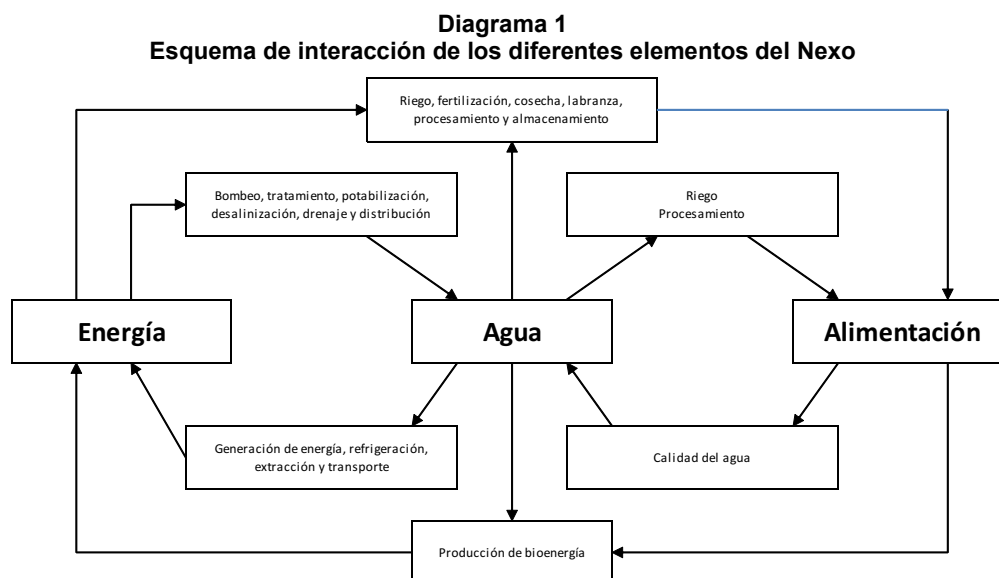 Diagrama 1
Esquema de interacción de los diferentes elementos del Nexo
Riego, fertilización, cosecha, labranza,
procesamiento y almacenamiento
Bombeo, tratamiento, potabilización,
desalinización, drenaje y distribución
Riego
Procesamiento
Energía
Agua
Alimentación
Generación de energía, refrigeración,
extracción y transporte
Calidad del agua
Producción de bioenergía